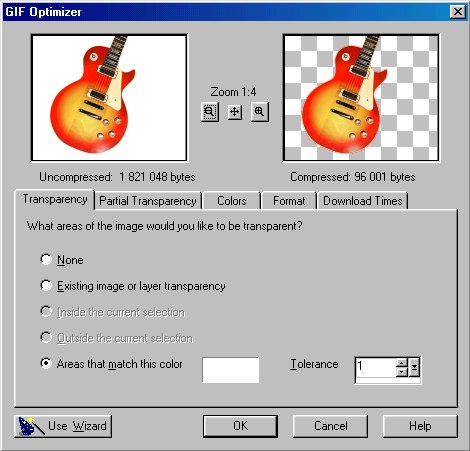 GIF Optimizer
Zoom 1:4
Uncompressed: 1 821 048 bytes
Compressed: 96 001 bytes
Transparency Partial Transparency Colors Format Download Times
What areas of the image would you like to be transparent?
None
Existing image or layer transparency
Inside the current selection
Outside the current selection
Areas that match this color Tolerance 1
Use Wizard OK Cancel Help